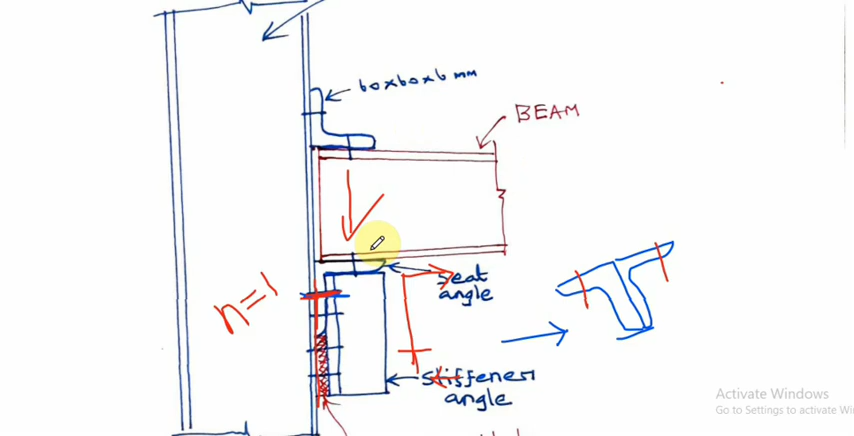 60x60x6 mm
BEAM
seat
angle
n=1
stiffener
angle
Activate Windows
Go to Settings to activate Wi